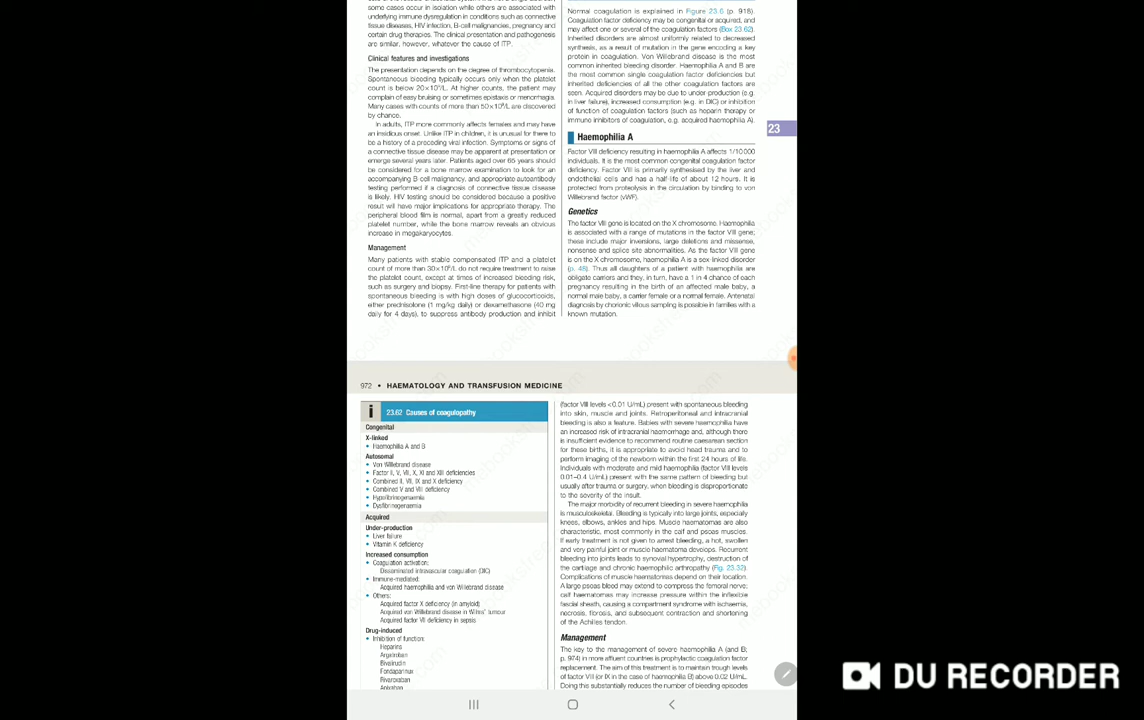 some cases occur in isolation while others are associated with
underlying immune dysregulation in conditions such as connective
tissue diseases, HIV infection, B-cell malignancies, pregnancy and
certain drug therapies. The clinical presentation and pathogenesis
are similar, however, whatever the cause of ITP.
Clinical features and investigations
The presentation depends on the degree of thrombocytopenia.
Spontaneous bleeding typically occurs only when the platelet
count is below 20×10⁹/L. At higher counts, the patient may
complain of easy bruising or sometimes epistaxis or menorrhagia.
Many cases with counts of more than 50×10⁹/L are discovered
by chance.
In adults, ITP more commonly affects females and may have
an insidious onset. Unlike ITP in children, it is unusual for there to
be a history of a preceding viral infection. Symptoms or signs of
a connective tissue disease may be apparent at presentation or
emerge several years later. Patients aged over 65 years should
be considered for a bone marrow examination to look for an
accompanying B cell malignancy, and appropriate autoantibody
testing performed if a diagnosis of connective tissue disease
is likely. HIV testing should be considered because a positive
result will have major implications for appropriate therapy. The
peripheral blood film is normal, apart from a greatly reduced
platelet number, while the bone marrow reveals an obvious
increase in megakaryocytes.
Management
Many patients with stable compensated ITP and a platelet
count of more than 30×10⁹/L do not require treatment to raise
the platelet count, except at times of increased bleeding risk,
such as surgery and biopsy. First-line therapy for patients with
spontaneous bleeding is with high doses of glucocorticoids,
either prednisolone (1 mg/kg daily) or dexamethasone (40 mg
daily for 4 days), to suppress antibody production and inhibit
Normal coagulation is explained in Figure 23.6 (p. 918).
Coagulation factor deficiency may be congenital or acquired, and
may affect one or several of the coagulation factors (Box 23.62).
Inherited disorders are almost uniformly related to decreased
synthesis, as a result of mutation in the gene encoding a key
protein in coagulation. Von Willebrand disease is the most
common inherited bleeding disorder. Haemophilia A and B are
the most common single coagulation factor deficiencies but
inherited deficiencies of all the other coagulation factors are
seen. Acquired disorders may be due to under production (e.g.
in liver failure), increased consumption (e.g. in DIC) or inhibition
of function of coagulation factors (such as heparin therapy or
immune inhibitors of coagulation, e.g. acquired haemophilia A).
23
Haemophilia A
Factor VIII deficiency resulting in haemophilia A affects 1/10 000
individuals. It is the most common congenital coagulation factor
deficiency. Factor VIII is primarily synthesised by the liver and
endothelial cells and has a half-life of about 12 hours. It is
protected from proteolysis in the circulation by binding to von
Willebrand factor (vWF).
Genetics
The factor VIII gene is located on the X chromosome. Haemophilia
is associated with a range of mutations in the factor VIII gene;
these include major inversions, large deletions and missense,
nonsense and splice site abnormalities. As the factor VIII gene
is on the X chromosome, haemophilia A is a sex-linked disorder
(p. 48). Thus all daughters of a patient with haemophilia are
obligate carriers and they, in turn, have a 1 in 4 chance of each
pregnancy resulting in the birth of an affected male baby, a
normal male baby, a carrier female or a normal female. Antenatal
diagnosis by chorionic villous sampling is possible in families with a
known mutation.
972 • HAEMATOLOGY AND TRANSFUSION MEDICINE
i 23.62 Causes of coagulopathy
Congenital
X-linked
• Haemophilia A and B
Autosomal
• Von Willebrand disease
• Factor II, V, VII, X, XI and XIII deficiencies
• Combined II, VII, IX and X deficiency
• Combined V and VIII deficiency
• Hypofibrinogenaemia
• Dysfibrinogenaemia
Acquired
Under-production
• Liver failure
• Vitamin K deficiency
Increased consumption
• Coagulation activation:
Disseminated intravascular coagulation (DIC)
• Immune-mediated:
Acquired haemophilia and von Willebrand disease
• Others:
Acquired factor X deficiency (in amyloid)
Acquired von Willebrand disease in Wilms' tumour
Acquired factor VII deficiency in sepsis
Drug-induced
• Inhibition of function:
Heparins
Argatroban
Bivalirudin
Fondaparinux
Rivaroxaban
Apixaban
(factor VIII levels <0.01 U/mL) present with spontaneous bleeding
into skin, muscle and joints. Retroperitoneal and intracranial
bleeding is also a feature. Babies with severe haemophilia have
an increased risk of intracranial haemorrhage and, although there
is insufficient evidence to recommend routine caesarean section
for these births, it is appropriate to avoid head trauma and to
perform imaging of the newborn within the first 24 hours of life.
Individuals with moderate and mild haemophilia (factor VIII levels
0.01–0.4 U/mL) present with the same pattern of bleeding but
usually after trauma or surgery, when bleeding is disproportionate
to the severity of the insult.
The major morbidity of recurrent bleeding in severe haemophilia
is musculoskeletal. Bleeding is typically into large joints, especially
knees, elbows, ankles and hips. Muscle haematomas are also
characteristic, most commonly in the calf and psoas muscles.
If early treatment is not given to arrest bleeding, a hot, swollen
and very painful joint or muscle haematoma develops. Recurrent
bleeding into joints leads to synovial hypertrophy, destruction of
the cartilage and chronic haemophilic arthropathy (Fig. 23.32).
Complications of muscle haematomas depend on their location.
A large psoas bleed may extend to compress the femoral nerve;
calf haematomas may increase pressure within the inflexible
fascial sheath, causing a compartment syndrome with ischaemia,
necrosis, fibrosis, and subsequent contraction and shortening
of the Achilles tendon.
Management
The key to the management of severe haemophilia A (and B;
p. 974) in more affluent countries is prophylactic coagulation factor
replacement. The aim of this treatment is to maintain trough levels
of factor VIII (or IX in the case of haemophilia B) above 0.02 U/mL.
Doing this substantially reduces the number of bleeding episodes
DU RECORDER